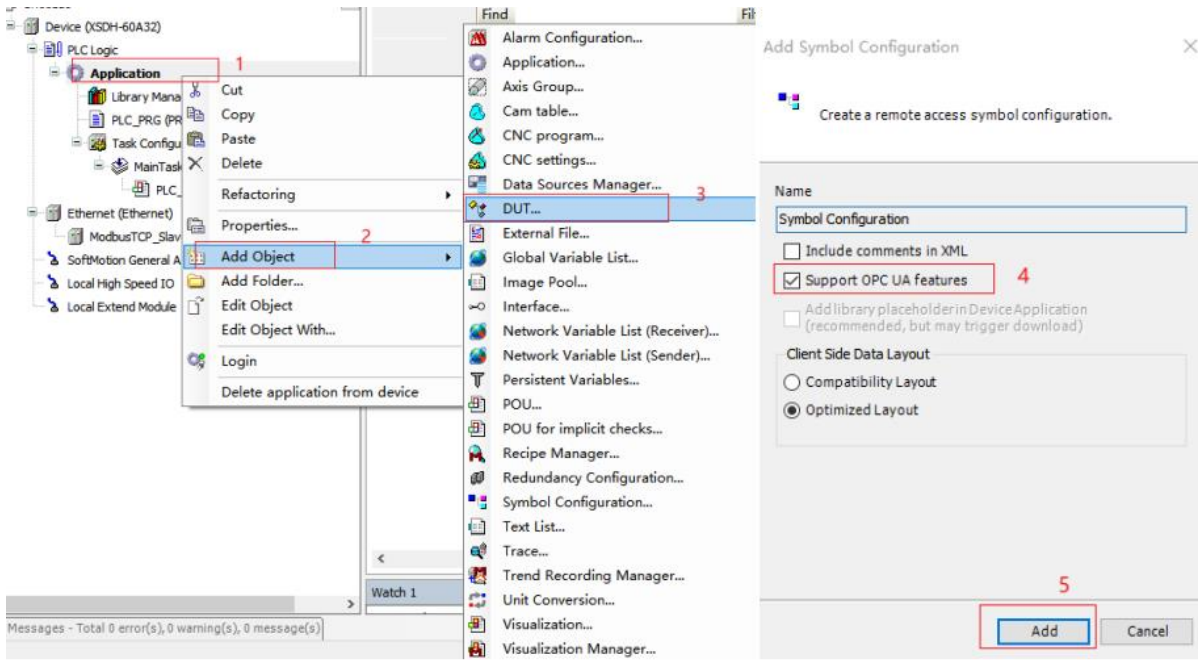 Device (XSDH-60A32)
PLC Logic
Application
1
Library Mana
PLC_PRG (PR
Task Configu
MainTask
PLC_
Ethernet (Ethernet)
ModbusTCP_Slav
SoftMotion General A
Local High Speed IO
Local Extend Module
Cut
Copy
Paste
Delete
Refactoring
Properties...
2
Add Object
Add Folder...
Edit Object
Edit Object With...
Login
Delete application from device
Watch 1
Messages - Total 0 error(s), 0 warning(s), 0 message(s)
Find
Fil
Alarm Configuration...
Application...
Axis Group...
Cam table...
CNC program...
CNC settings...
Data Sources Manager...
3
DUT...
External File...
Global Variable List...
Image Pool...
Interface...
Network Variable List (Receiver)...
Network Variable List (Sender)...
Persistent Variables...
POU...
POU for implicit checks...
Recipe Manager...
Redundancy Configuration...
Symbol Configuration...
Text List...
Trace...
Trend Recording Manager...
Unit Conversion...
Visualization...
Visualization Manager...
Add Symbol Configuration
Create a remote access symbol configuration.
Name
Symbol Configuration
Include comments in XML
Support OPC UA features
4
Add library placeholder in Device Application
(recommended, but may trigger download)
Client Side Data Layout
Compatibility Layout
Optimized Layout
5
Add
Cancel